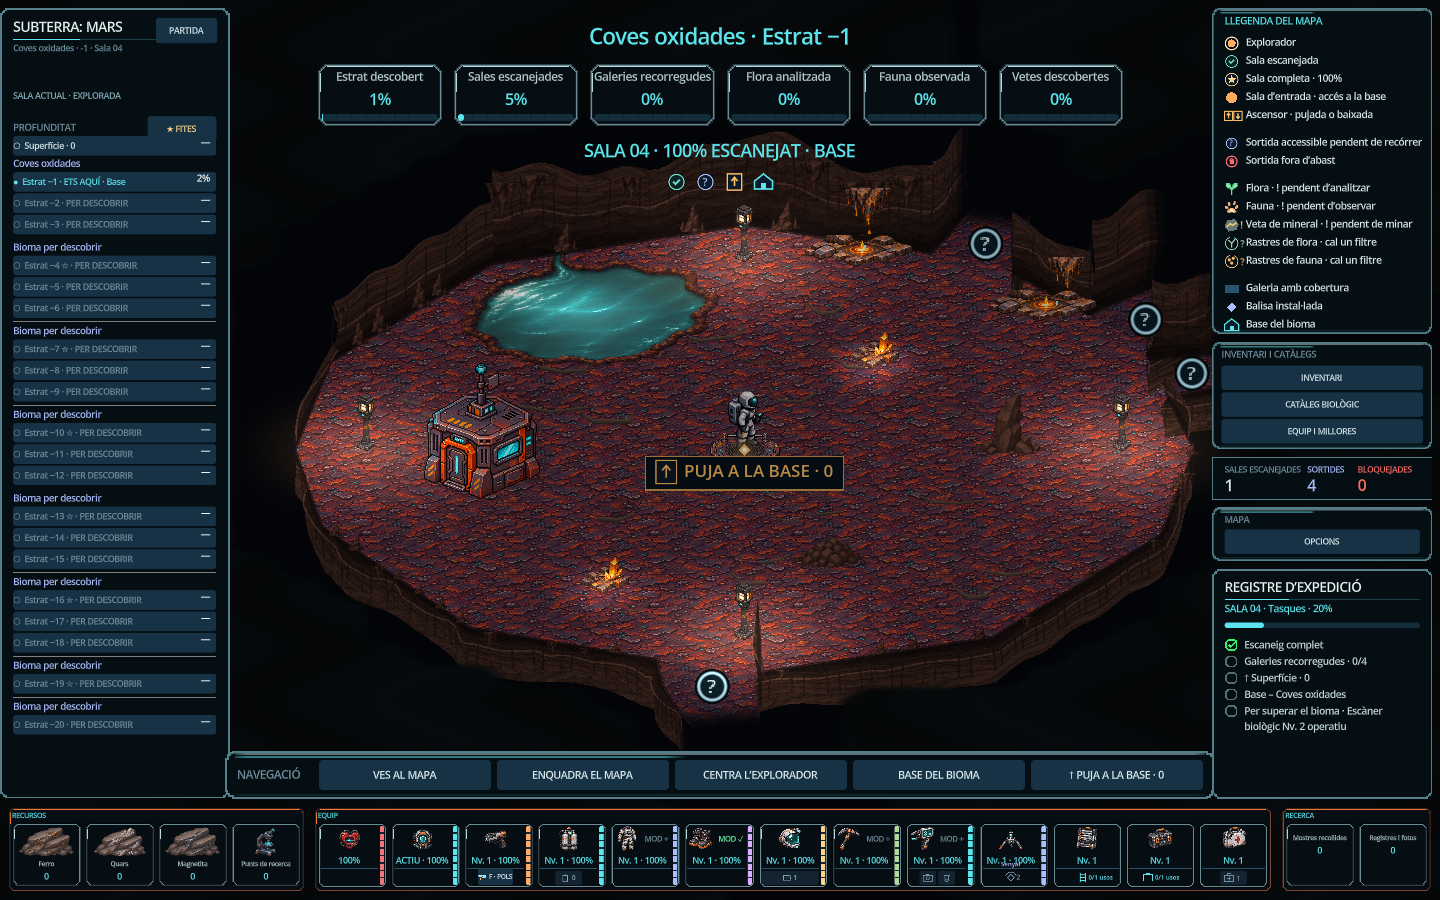 SUBTERRA: MARS
PARTIDA
Coves oxidades · -1 · Sala 04
SALA ACTUAL · EXPLORADA
PROFUNDITAT
★ FITES
Superfície · 0 —
Coves oxidades
Estrat −1 · ETS AQUÍ · Base 2%
Estrat −2 · PER DESCOBRIR —
Estrat −3 · PER DESCOBRIR —
Bioma per descobrir
Estrat −4 ☆ · PER DESCOBRIR —
Estrat −5 · PER DESCOBRIR —
Estrat −6 · PER DESCOBRIR —
Bioma per descobrir
Estrat −7 ☆ · PER DESCOBRIR —
Estrat −8 · PER DESCOBRIR —
Estrat −9 · PER DESCOBRIR —
Bioma per descobrir
Estrat −10 ☆ · PER DESCOBRIR —
Estrat −11 · PER DESCOBRIR —
Estrat −12 · PER DESCOBRIR —
Bioma per descobrir
Estrat −13 ☆ · PER DESCOBRIR —
Estrat −14 · PER DESCOBRIR —
Estrat −15 · PER DESCOBRIR —
Bioma per descobrir
Estrat −16 ☆ · PER DESCOBRIR —
Estrat −17 · PER DESCOBRIR —
Estrat −18 · PER DESCOBRIR —
Bioma per descobrir
Estrat −19 ☆ · PER DESCOBRIR —
Bioma per descobrir
Estrat −20 · PER DESCOBRIR —
Coves oxidades · Estrat −1
Estrat descobert
1%
Sales escanejades
5%
Galeries recorregudes
0%
Flora analitzada
0%
Fauna observada
0%
Vetes descobertes
0%
SALA 04 · 100% ESCANEJAT · BASE
?
?
?
?
↑ PUJA A LA BASE · 0
?
NAVEGACIÓ
VES AL MAPA
ENQUADRA EL MAPA
CENTRA L'EXPLORADOR
BASE DEL BIOMA
↑ PUJA A LA BASE · 0
LLEGENDA DEL MAPA
Explorador
Sala escanejada
Sala completa · 100%
Sala d'entrada · accés a la base
Ascensor · pujada o baixada
? Sortida accessible pendent de recórrer
Sortida fora d'abast
Flora · ! pendent d'analitzar
Fauna · ! pendent d'observar
! Veta de mineral · ! pendent de minar
? Rastres de flora · cal un filtre
? Rastres de fauna · cal un filtre
Galeria amb cobertura
Balisa instal·lada
Base del bioma
INVENTARI I CATÀLEGS
INVENTARI
CATÀLEG BIOLÒGIC
EQUIP I MILLORES
SALES ESCANEJADES SORTIDES BLOQUEJADES
1 4 0
MAPA
OPCIONS
REGISTRE D'EXPEDICIÓ
SALA 04 · Tasques · 20%
Escaneig complet
Galeries recorregudes · 0/4
↑ Superfície · 0
Base – Coves oxidades
Per superar el bioma · Escàner
biològic Nv. 2 operatiu
RECURSOS
Ferro
0
Quars
0
Magnetita
0
Punts de recerca
0
EQUIP
100%
ACTIU · 100%
Nv. 1 · 100%
F · POLS
Nv. 1 · 100%
0
MOD +
Nv. 1 · 100%
MOD ✓
Nv. 1 · 100%
Nv. 1 · 100%
1
MOD +
Nv. 1 · 100%
MOD +
Nv. 1 · 100%
Nv. 1 · 100%
2
Nv. 1
0/1 usos
Nv. 1
0/1 usos
Nv. 1
1
RECERCA
Mostres recollides
0
Registres i fotos
0